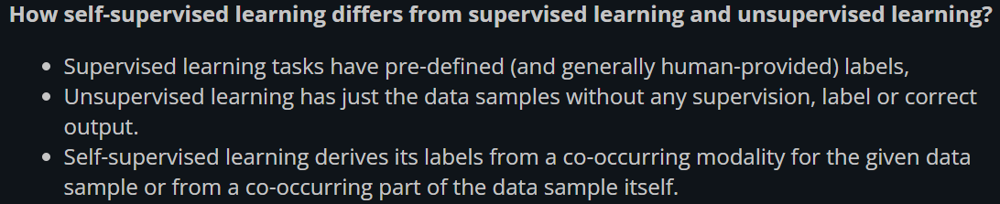 How self-supervised learning differs from supervised learning and unsupervised learning?
• Supervised learning tasks have pre-defined (and generally human-provided) labels,
• Unsupervised learning has just the data samples without any supervision, label or correct
output.
• Self-supervised learning derives its labels from a co-occurring modality for the given data
sample or from a co-occurring part of the data sample itself.